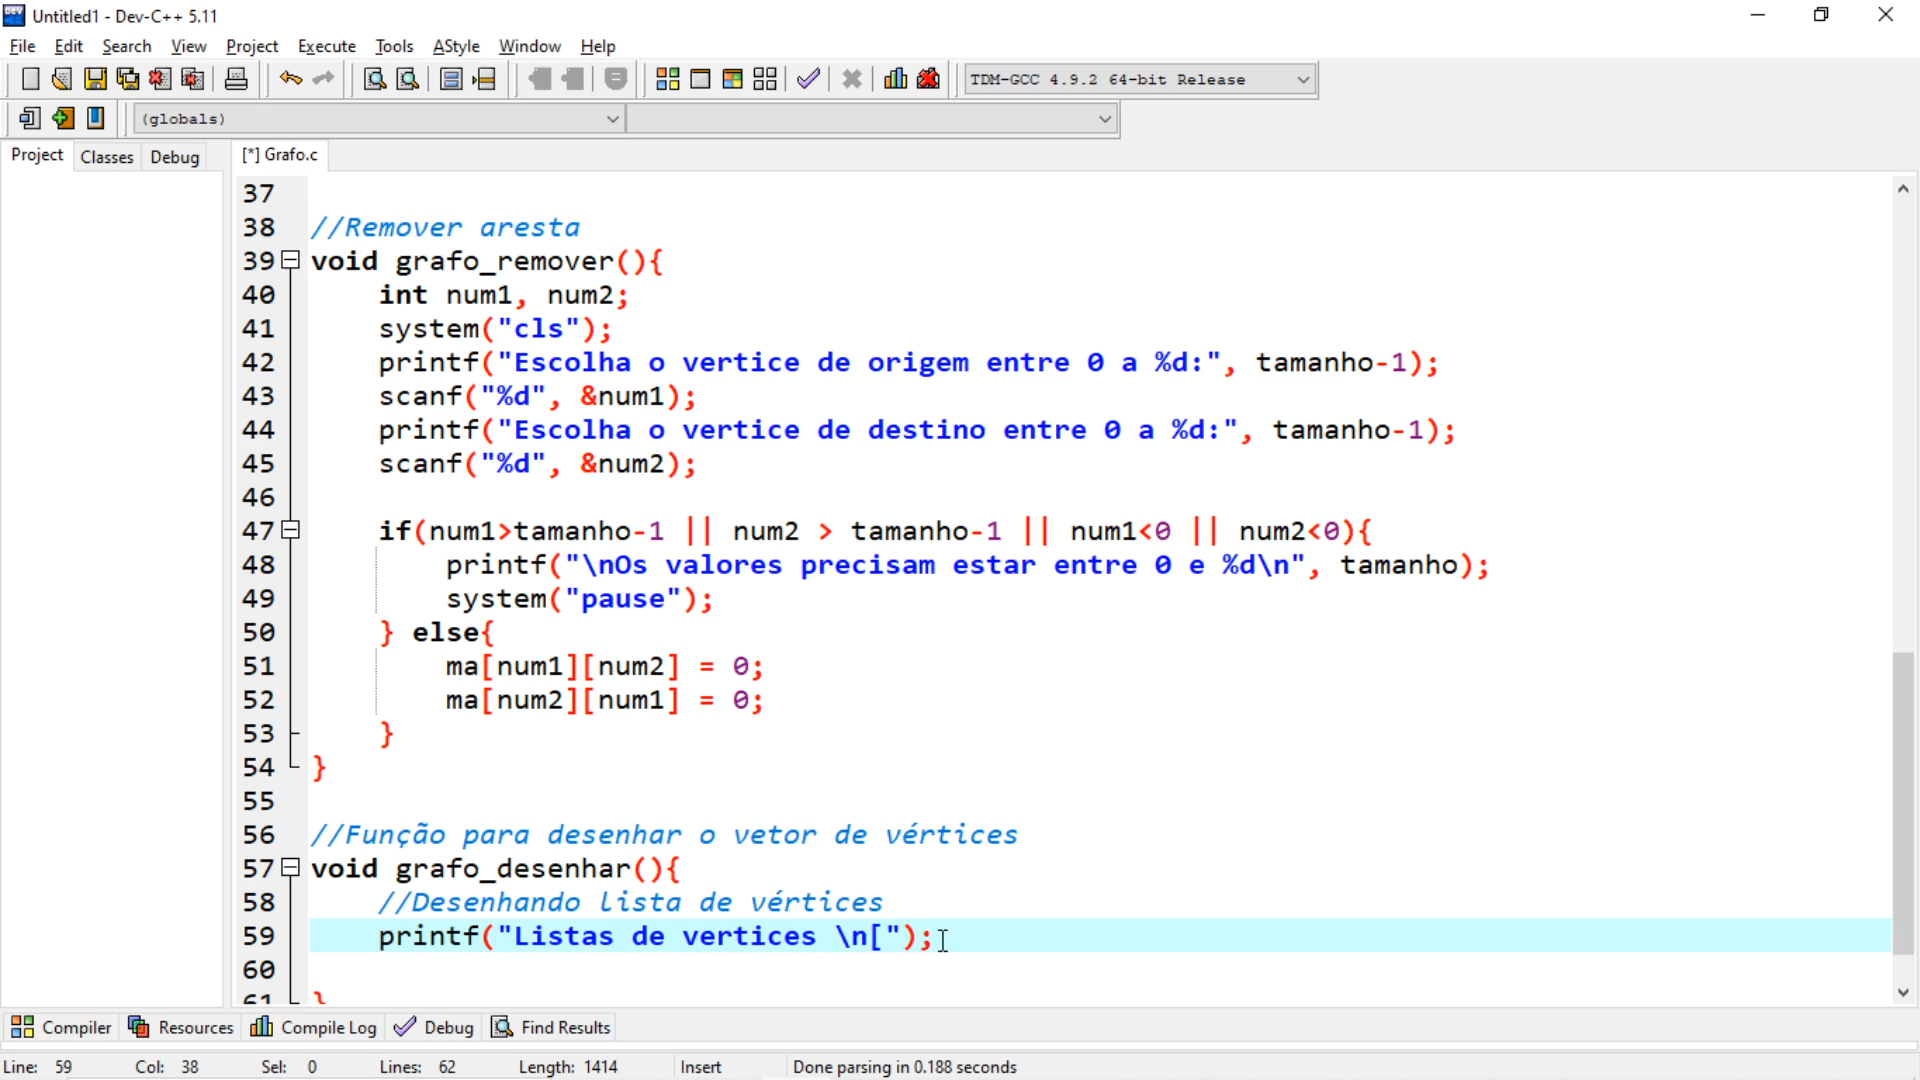 Untitled1 - Dev-C++ 5.11
File Edit Search View Project Execute Tools AStyle Window Help
TDM-GCC 4.9.2 64-bit Release
(globals)
Project Classes Debug [*] Grafo.c
37
38 //Remover aresta
39 void grafo_remover(){
40 int num1, num2;
41 system("cls");
42 printf("Escolha o vertice de origem entre 0 a %d:", tamanho-1);
43 scanf("%d", &num1);
44 printf("Escolha o vertice de destino entre 0 a %d:", tamanho-1);
45 scanf("%d", &num2);
46
47 if(num1>tamanho-1 || num2 > tamanho-1 || num1<0 || num2<0){
48 printf("\nOs valores precisam estar entre 0 e %d\n", tamanho);
49 system("pause");
50 } else{
51 ma[num1][num2] = 0;
52 ma[num2][num1] = 0;
53 }
54 }
55
56 //Função para desenhar o vetor de vértices
57 void grafo_desenhar(){
58 //Desenhando lista de vértices
59 printf("Listas de vertices \n[");
60
61 }
Compiler Resources Compile Log Debug Find Results
Line: 59 Col: 38 Sel: 0 Lines: 62 Length: 1414 Insert Done parsing in 0.188 seconds